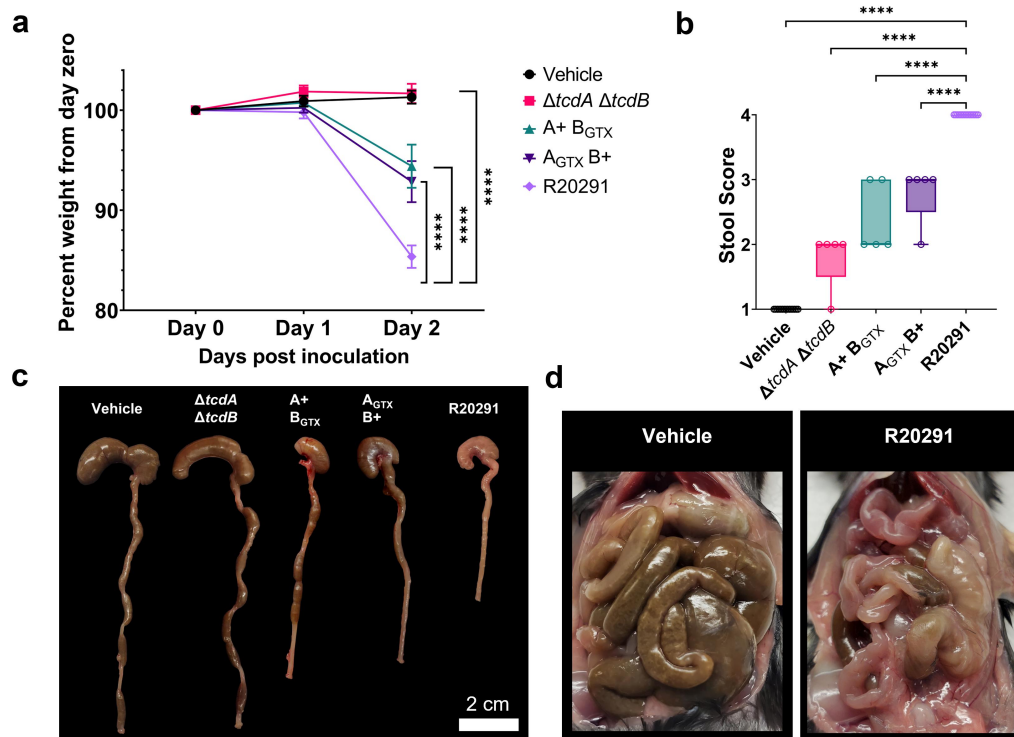 a
Percent weight from day zero
100
90
80
Day 0
Day 1
Day 2
Days post inoculation
****
****
****
Vehicle
ΔtcdA ΔtcdB
A+ BGTX
AGTX B+
R20291
b
****
****
****
****
Stool Score
4
3
2
1
Vehicle
ΔtcdA ΔtcdB
A+ BGTX
AGTX B+
R20291
c
Vehicle
ΔtcdA
ΔtcdB
A+
BGTX
AGTX
B+
R20291
2 cm
d
Vehicle
R20291